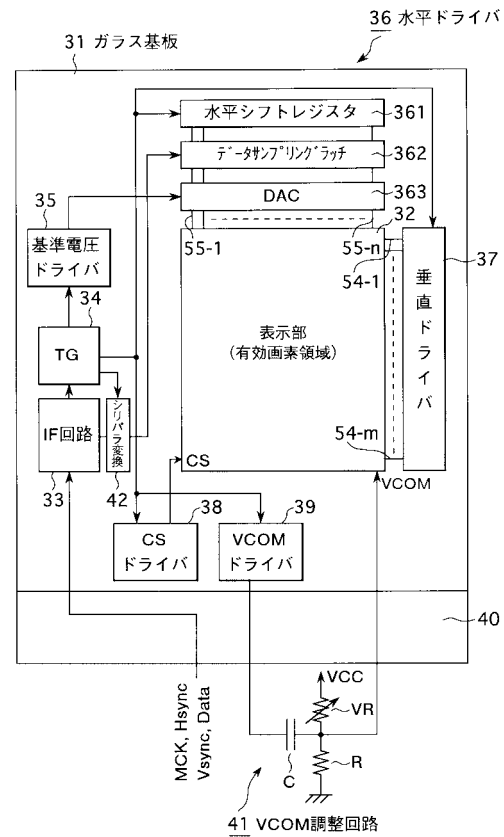 36 水平ドライバ
31 ガラス基板
水平シフトレジスタ
361
データサンプリングラッチ
362
DAC
363
35
32
基準電圧
ドライバ
55-1
55-n
54-1
37
34
TG
表示部
(有効画素領域)
垂直ドライバ
IF回路
シリパラ変換
54-m
33
42
CS
VCOM
38
39
CS
ドライバ
VCOM
ドライバ
40
MCK, Hsync
Vsync, Data
VCC
VR
C
R
41 VCOM調整回路